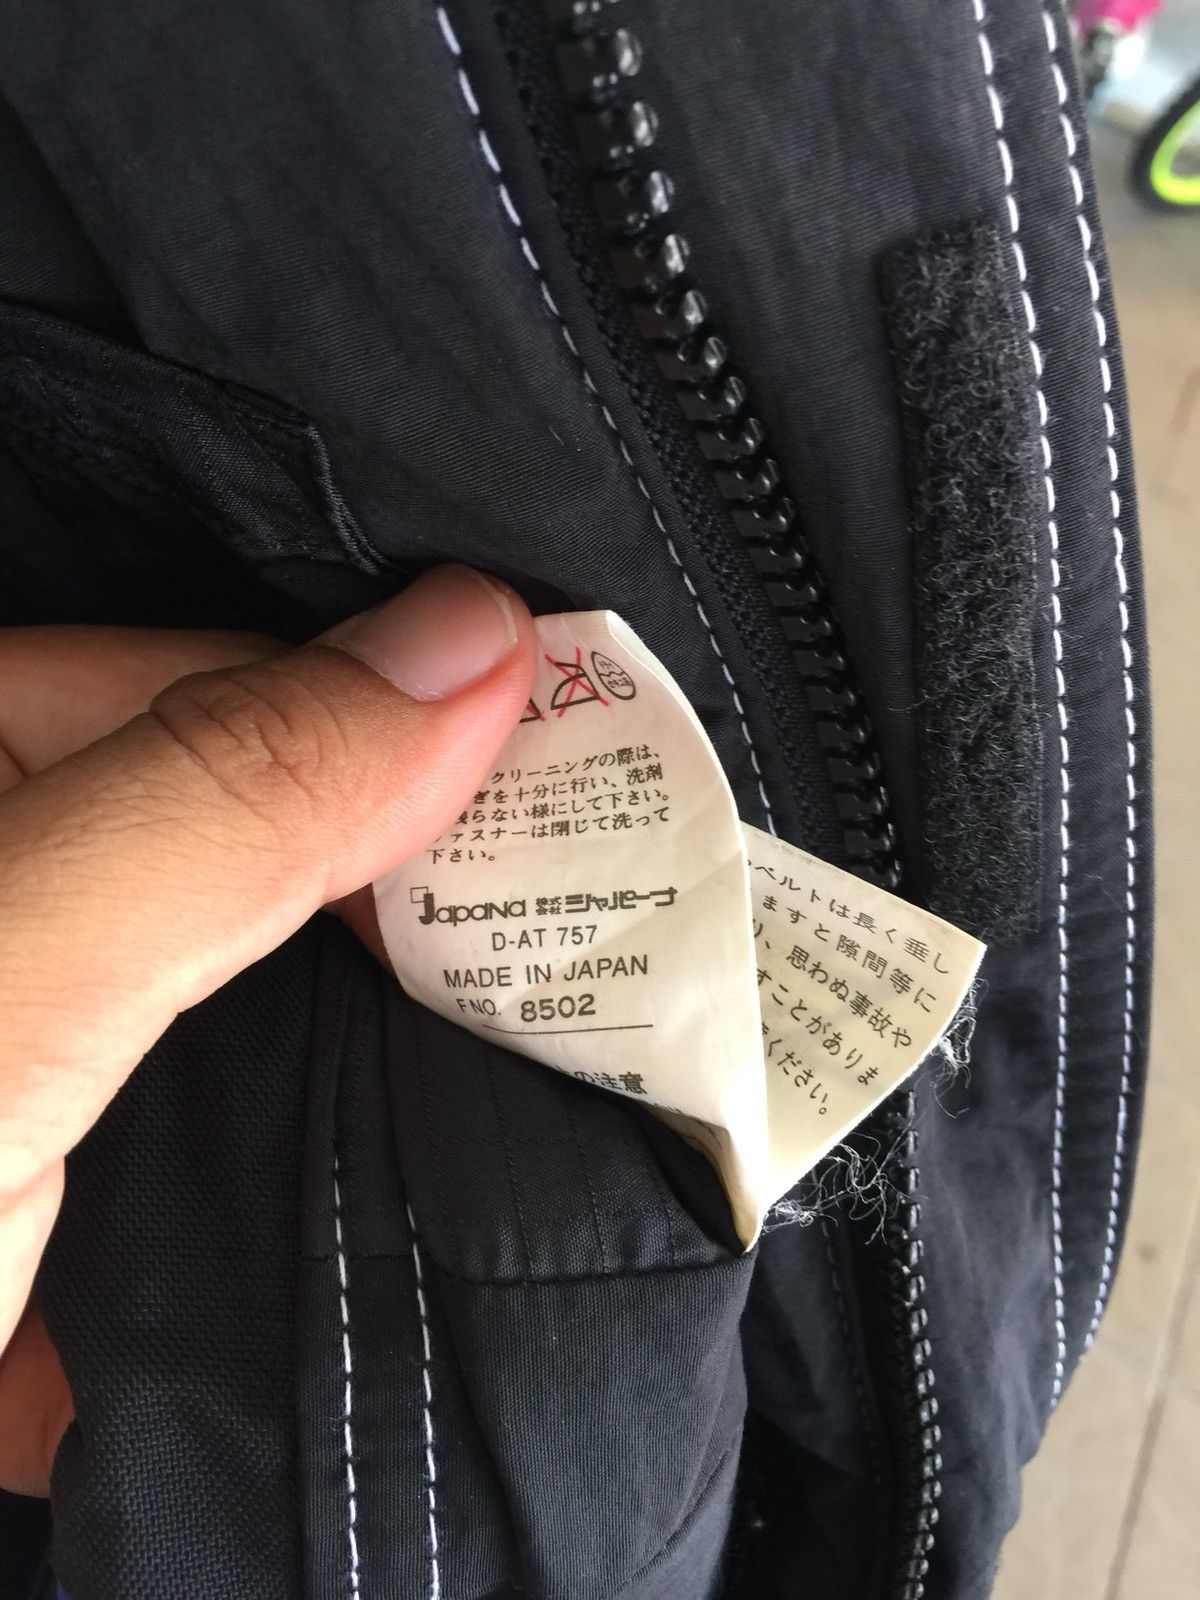 クリーニングの際は、
ぎを十分に行い、洗剤
残らない様にして下さい。
ファスナーは閉じて洗って
下さい。
Japana 株式会社ジャパーナ
D-AT 757
MADE IN JAPAN
F NO. 8502
の注意
ベルトは長く垂し
ますと隙間等に
り、思わぬ事故や
すことがありま
ください。